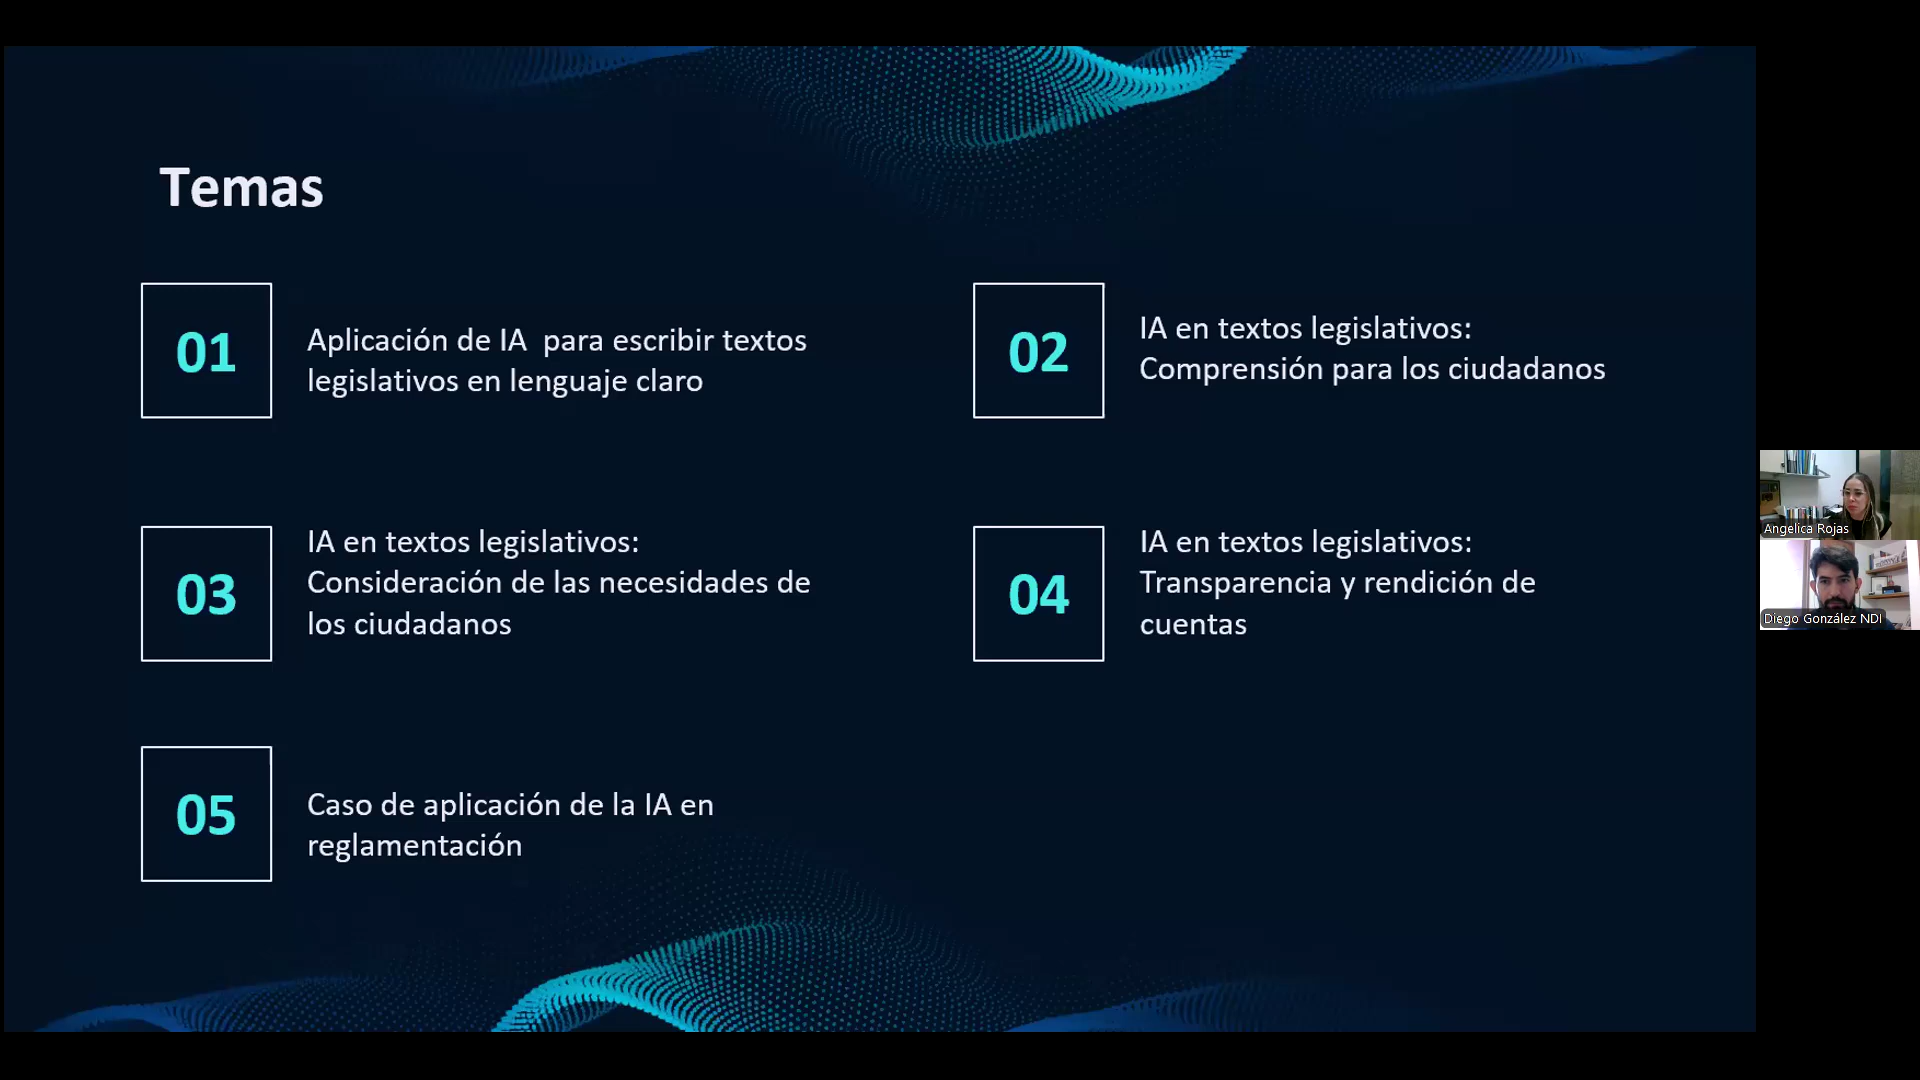 Temas
01
Aplicación de IA  para escribir textos
legislativos en lenguaje claro
02
IA en textos legislativos:
Comprensión para los ciudadanos
03
IA en textos legislativos:
Consideración de las necesidades de
los ciudadanos
04
IA en textos legislativos:
Transparencia y rendición de
cuentas
05
Caso de aplicación de la IA en
reglamentación
Angelica Rojas
Diego González NDI